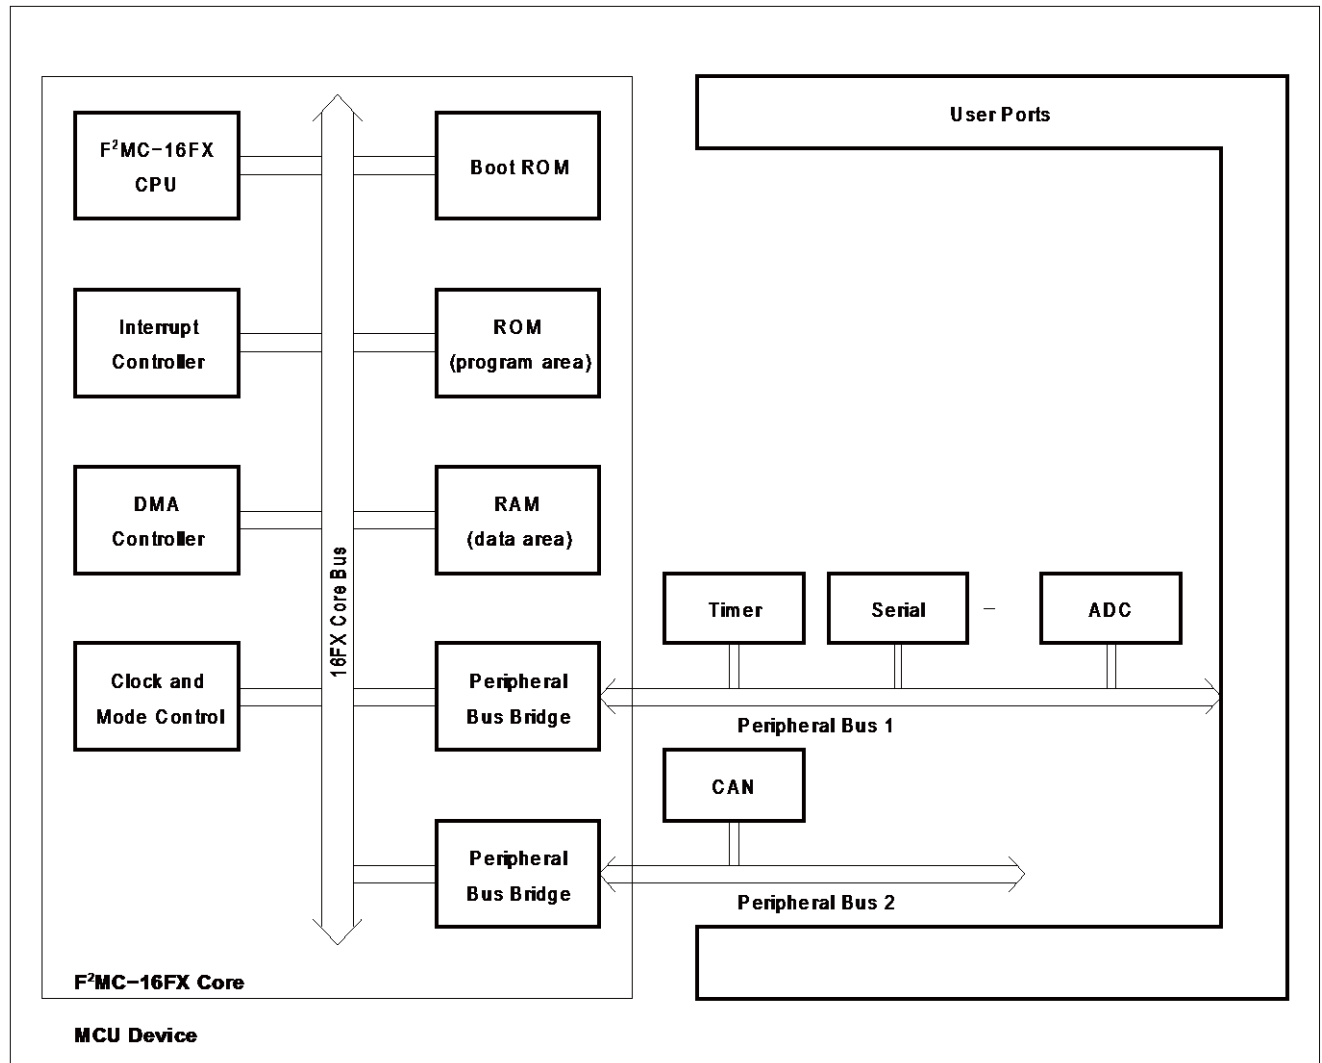 User Ports
F²MC−16FX
CPU
Boot ROM
Interrupt
Controller
ROM
(program area)
DMA
Controller
RAM
(data area)
16FX Core Bus
Timer
Serial
–
ADC
Clock and
Mode Control
Peripheral
Bus Bridge
Peripheral Bus 1
CAN
Peripheral
Bus Bridge
Peripheral Bus 2
F²MC−16FX Core
MCU Device